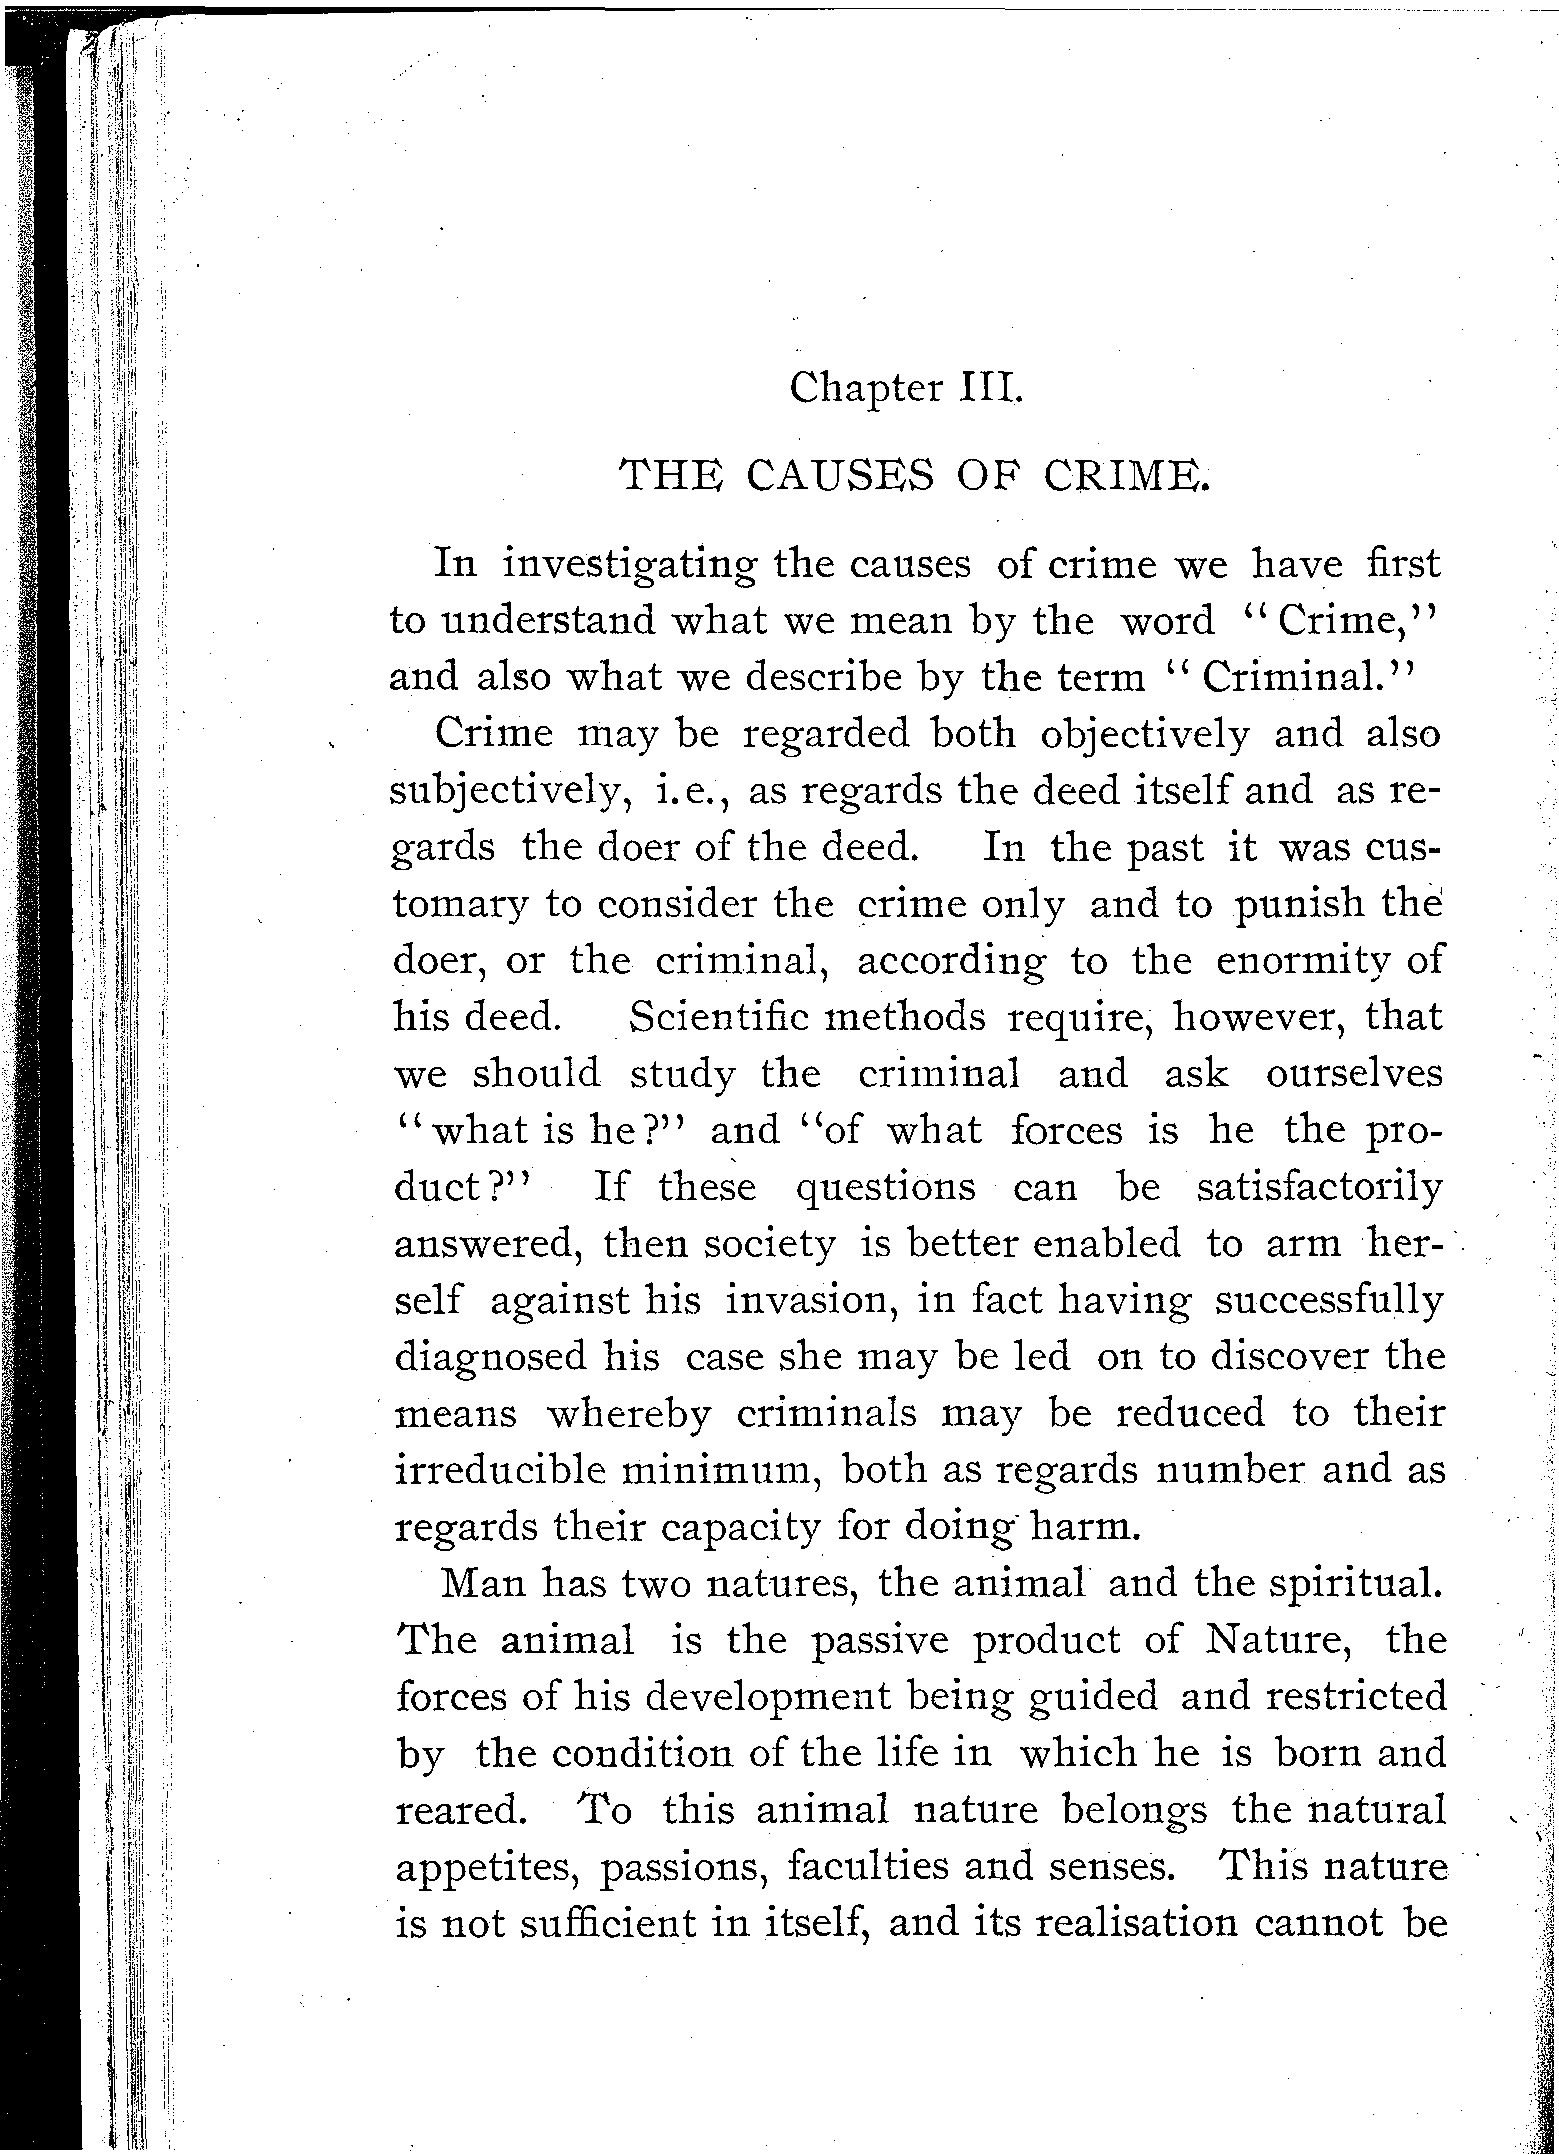 Chapter III.
THE CAUSES OF CRIME.
In investigating the causes of crime we have first
to understand what we mean by the word "Crime,"
and also what we describe by the term "Criminal."
Crime may be regarded both objectively and also
subjectively, i.e., as regards the deed itself and as re-
gards the doer of the deed. In the past it was cus-
tomary to consider the crime only and to punish the
doer, or the criminal, according to the enormity of
his deed. Scientific methods require, however, that
we should study the criminal and ask ourselves
"what is he?" and "of what forces is he the pro-
duct?" If these questions can be satisfactorily
answered, then society is better enabled to arm her-
self against his invasion, in fact having successfully
diagnosed his case she may be led on to discover the
means whereby criminals may be reduced to their
irreducible minimum, both as regards number and as
regards their capacity for doing harm.
Man has two natures, the animal and the spiritual.
The animal is the passive product of Nature, the
forces of his development being guided and restricted
by the condition of the life in which he is born and
reared. To this animal nature belongs the natural
appetites, passions, faculties and senses. This nature
is not sufficient in itself, and its realisation cannot be